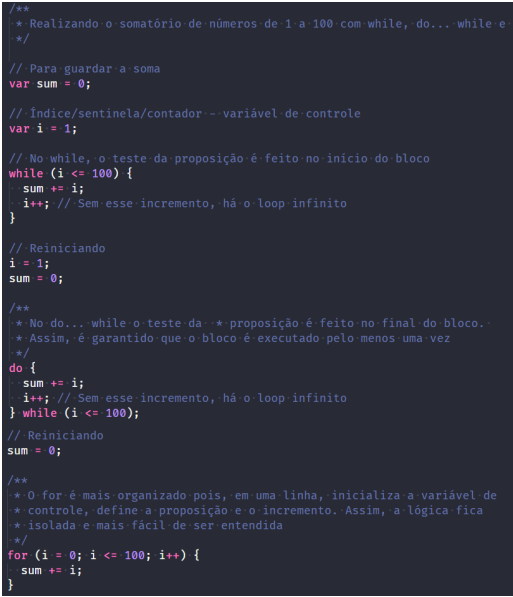 /**
 * Realizando o somatório de números de 1 a 100 com while, do... while e
 */

// Para guardar a soma
var sum = 0;

// Índice/sentinela/contador - variável de controle
var i = 1;

// No while, o teste da proposição é feito no início do bloco
while (i <= 100) {
  sum += i;
  i++; // Sem esse incremento, há o loop infinito
}

// Reiniciando
i = 1;
sum = 0;

/**
 * No do... while o teste da  * proposição é feito no final do bloco.
 * Assim, é garantido que o bloco é executado pelo menos uma vez
 */
do {
  sum += i;
  i++; // Sem esse incremento, há o loop infinito
} while (i <= 100);
// Reiniciando
sum = 0;

/**
 * O for é mais organizado pois, em uma linha, inicializa a variável de
 * controle, define a proposição e o incremento. Assim, a lógica fica
 * isolada e mais fácil de ser entendida
 */
for (i = 0; i <= 100; i++) {
  sum += i;
}